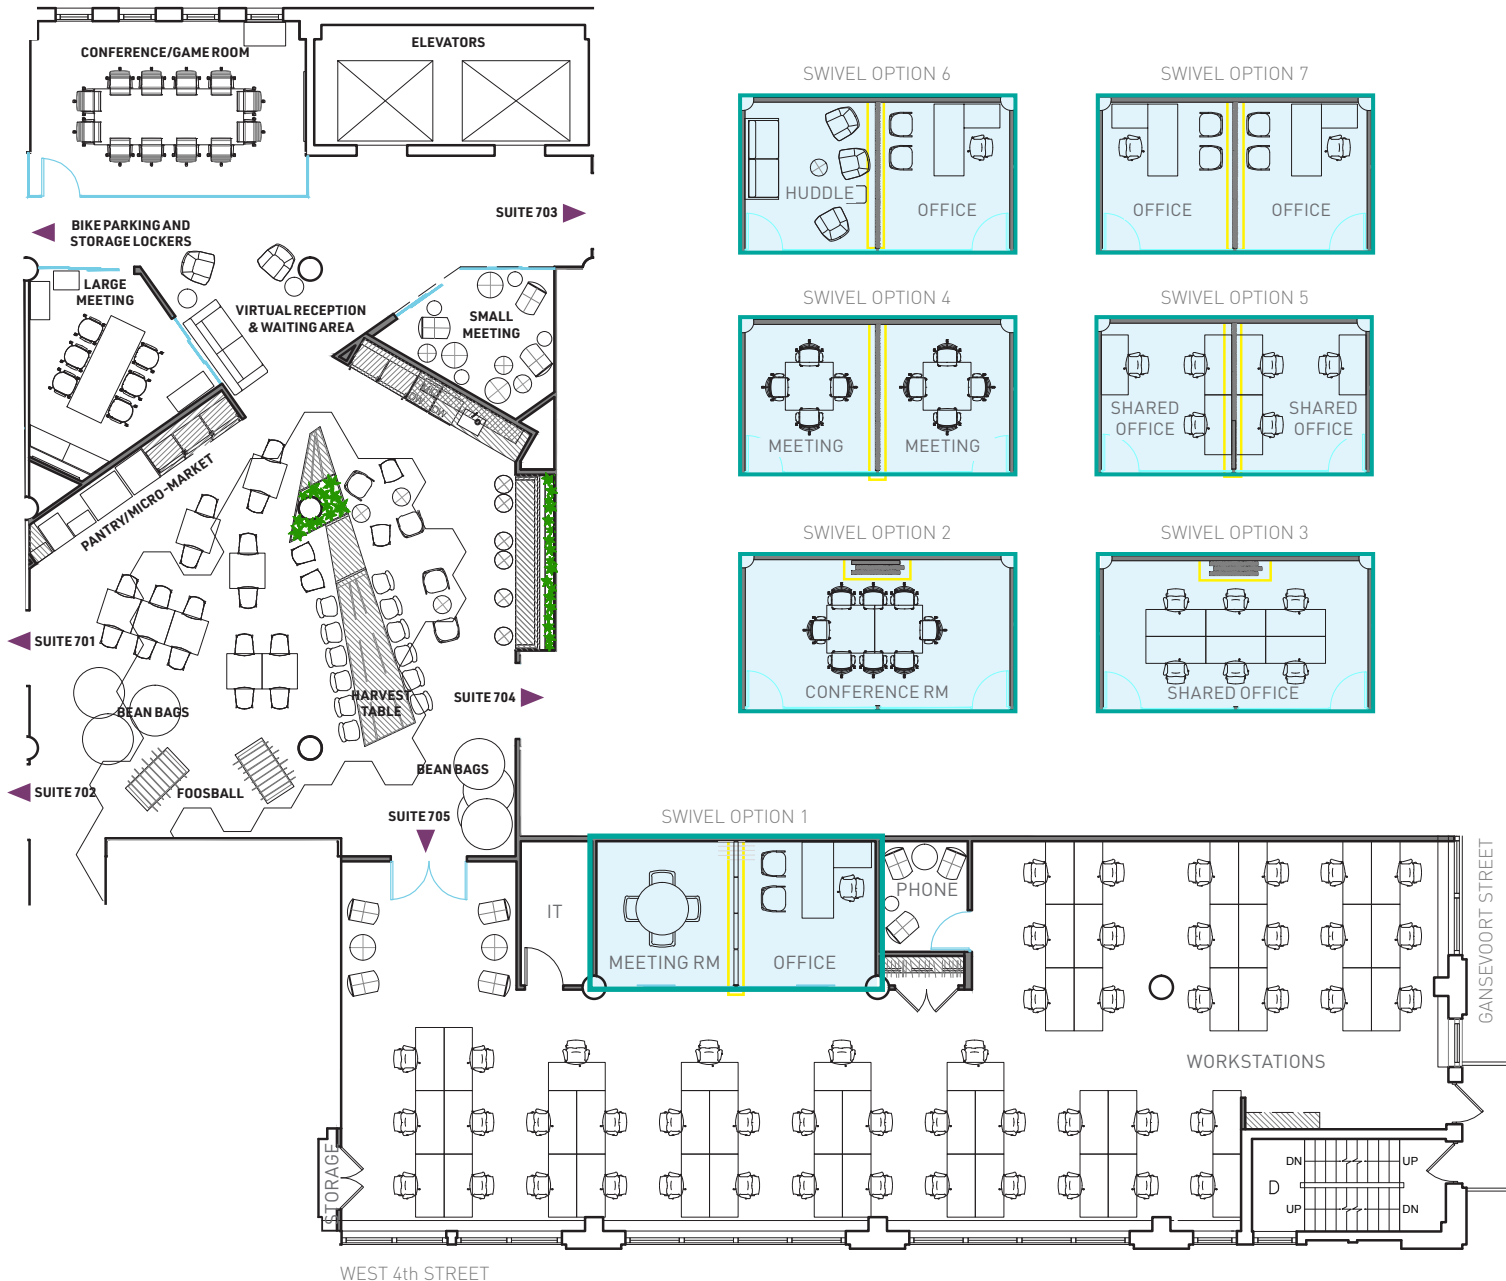 CONFERENCE/GAME ROOM
ELEVATORS
SUITE 703
BIKE PARKING AND
STORAGE LOCKERS
LARGE
MEETING
VIRTUAL RECEPTION
& WAITING AREA
SMALL
MEETING
PANTRY/MICRO-MARKET
SUITE 701
HARVEST
TABLE
SUITE 704
BEAN BAGS
SUITE 702
FOOSBALL
BEAN BAGS
SUITE 705
SWIVEL OPTION 6
HUDDLE
OFFICE
SWIVEL OPTION 7
OFFICE
OFFICE
SWIVEL OPTION 4
MEETING
MEETING
SWIVEL OPTION 5
SHARED
OFFICE
SHARED
OFFICE
SWIVEL OPTION 2
CONFERENCE RM
SWIVEL OPTION 3
SHARED OFFICE
SWIVEL OPTION 1
IT
MEETING RM
OFFICE
PHONE
GANSEVOORT STREET
WORKSTATIONS
STORAGE
DN
UP
D
UP
DN
WEST 4th STREET